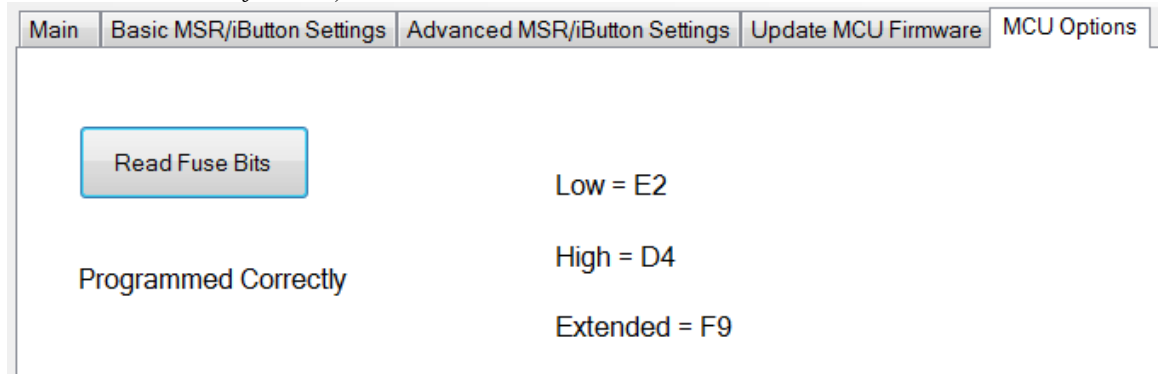 Main Basic MSR/iButton Settings Advanced MSR/iButton Settings Update MCU Firmware MCU Options
Read Fuse Bits
Low = E2
High = D4
Programmed Correctly
Extended = F9